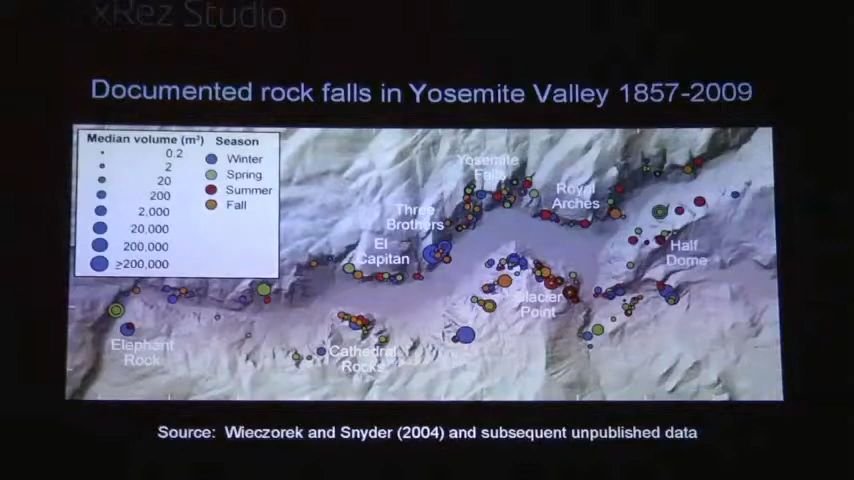 xRez Studio
Documented rock falls in Yosemite Valley 1857-2009
Median volume (m³) Season
0.2
2
20
200
2,000
20,000
200,000
≥200,000
Winter
Spring
Summer
Fall
Yosemite
Falls
Royal
Arches
Three
Brothers
El
Capitan
Half
Dome
Glacier
Point
Elephant
Rock
Cathedral
Rocks
Source: Wieczorek and Snyder (2004) and subsequent unpublished data